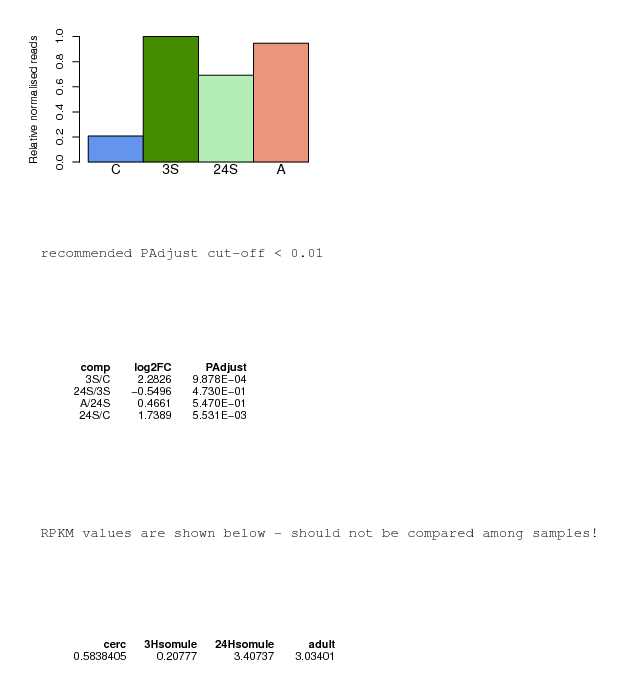 Relative normalised reads
1.0
0.8
0.6
0.4
0.2
0.0
C 3S 24S A
recommended PAdjust cut-off < 0.01
comp log2FC PAdjust
3S/C 2.2826 9.878E-04
24S/3S -0.5496 4.730E-01
A/24S 0.4661 5.470E-01
24S/C 1.7389 5.531E-03
RPKM values are shown below - should not be compared among samples!
cerc 3Hsomule 24Hsomule adult
0.5838405 0.20777 3.40737 3.03401